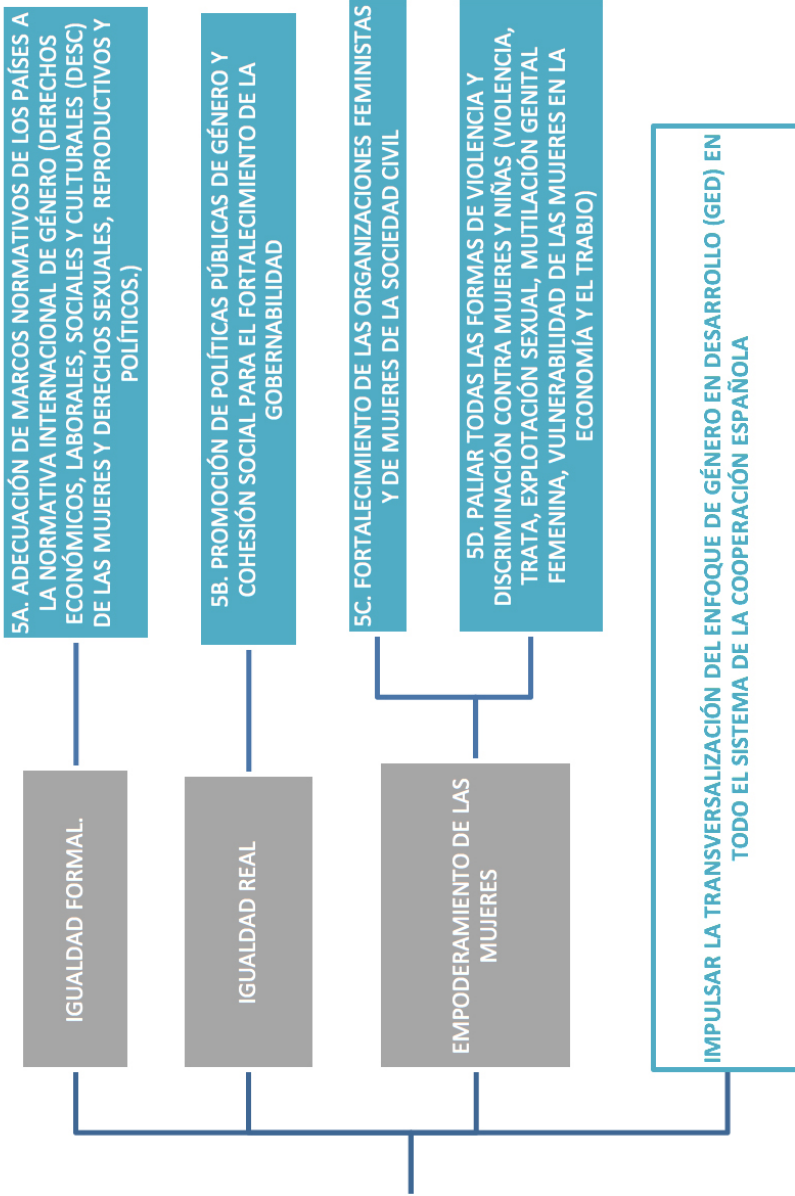 IGUALDAD FORMAL.
5A. ADECUACIÓN DE MARCOS NORMATIVOS DE LOS PAÍSES A
LA NORMATIVA INTERNACIONAL DE GÉNERO (DERECHOS
ECONÓMICOS, LABORALES, SOCIALES Y CULTURALES (DESC)
DE LAS MUJERES Y DERECHOS SEXUALES, REPRODUCTIVOS Y
POLÍTICOS.)
IGUALDAD REAL
5B. PROMOCIÓN DE POLÍTICAS PÚBLICAS DE GÉNERO Y
COHESIÓN SOCIAL PARA EL FORTALECIMIENTO DE LA
GOBERNABILIDAD
EMPODERAMIENTO DE LAS
MUJERES
5C. FORTALECIMIENTO DE LAS ORGANIZACIONES FEMINISTAS
Y DE MUJERES DE LA SOCIEDAD CIVIL
5D. PALIAR TODAS LAS FORMAS DE VIOLENCIA Y
DISCRIMINACIÓN CONTRA MUJERES Y NIÑAS (VIOLENCIA,
TRATA, EXPLOTACIÓN SEXUAL, MUTILACIÓN GENITAL
FEMENINA, VULNERABILIDAD DE LAS MUJERES EN LA
ECONOMÍA Y EL TRABAJO)
IMPULSAR LA TRANSVERSALIZACIÓN DEL ENFOQUE DE GÉNERO EN DESARROLLO (GED) EN
TODO EL SISTEMA DE LA COOPERACIÓN ESPAÑOLA